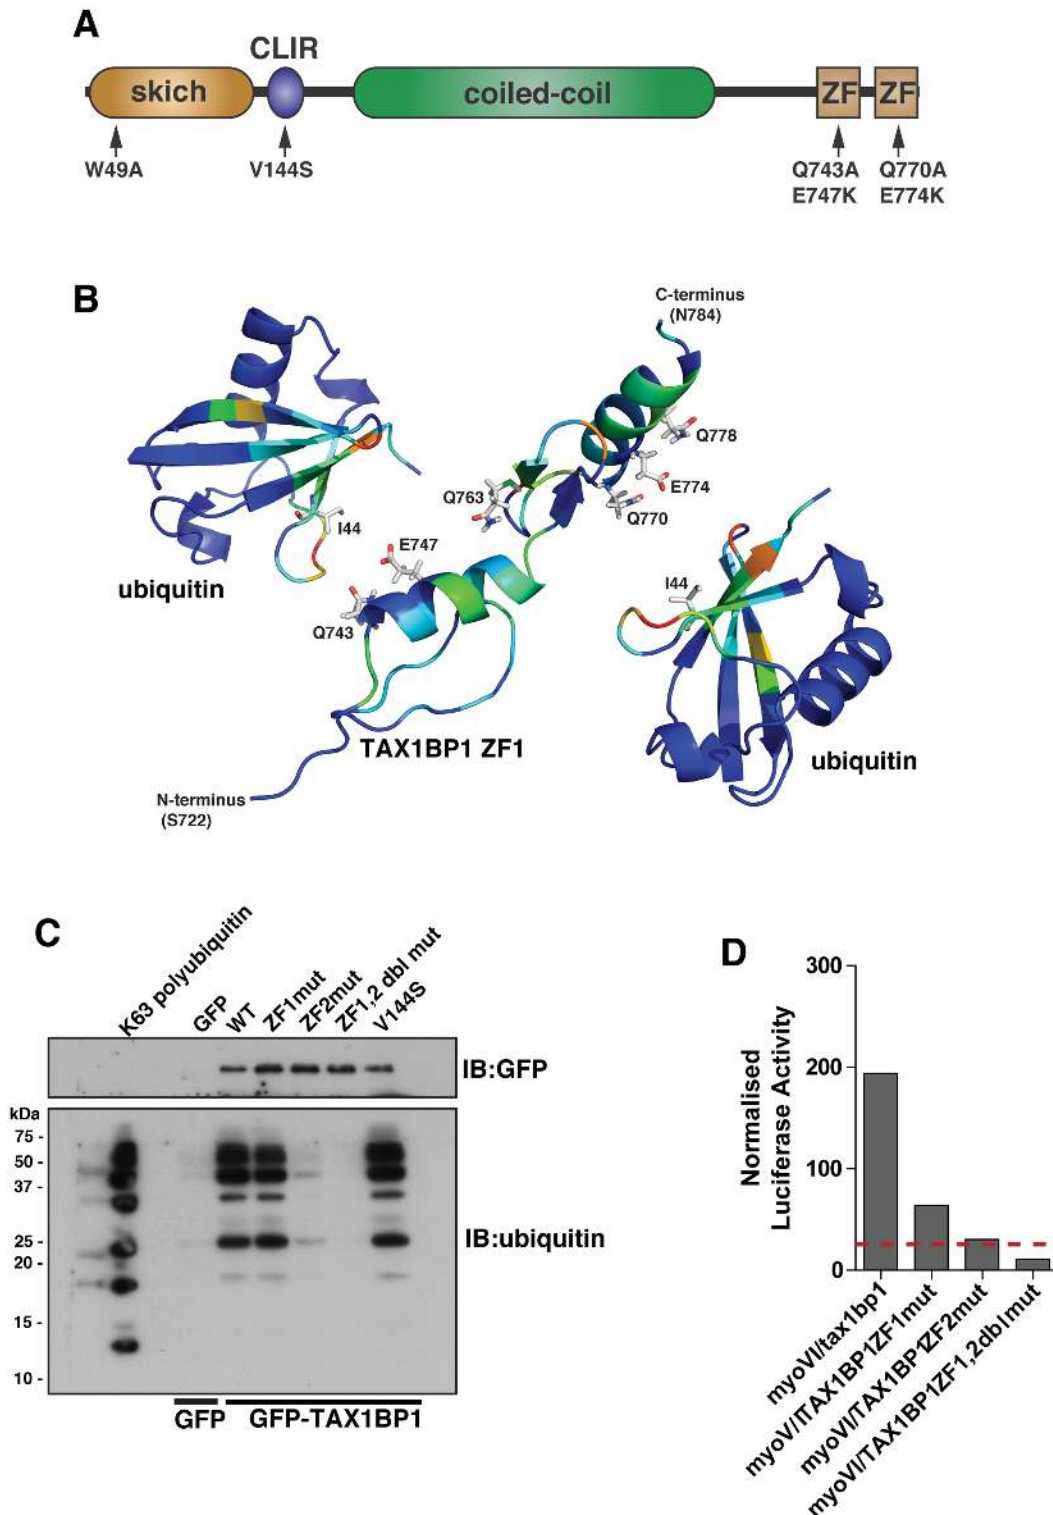 A
CLIR
skich
coiled-coil
ZF
ZF
W49A
V144S
Q743A
E747K
Q770A
E774K
B
C-terminus
(N784)
Q778
E774
Q763
Q770
I44
E747
ubiquitin
Q743
I44
TAX1BP1 ZF1
ubiquitin
N-terminus
(S722)
C
K63 polyubiquitin
GFP
WT
ZF1mut
ZF2mut
ZF1,2 dbl mut
V144S
IB:GFP
kDa
75 -
50 -
37 -
25 -
20 -
15 -
10 -
IB:ubiquitin
GFP
GFP-TAX1BP1
D
Normalised
Luciferase Activity
300
200
100
0
myoVI/tax1bp1
myoV/ITAX1BP1ZF1mut
myoVI/TAX1BP1ZF2mut
myoVI/TAX1BP1ZF1,2dblmut